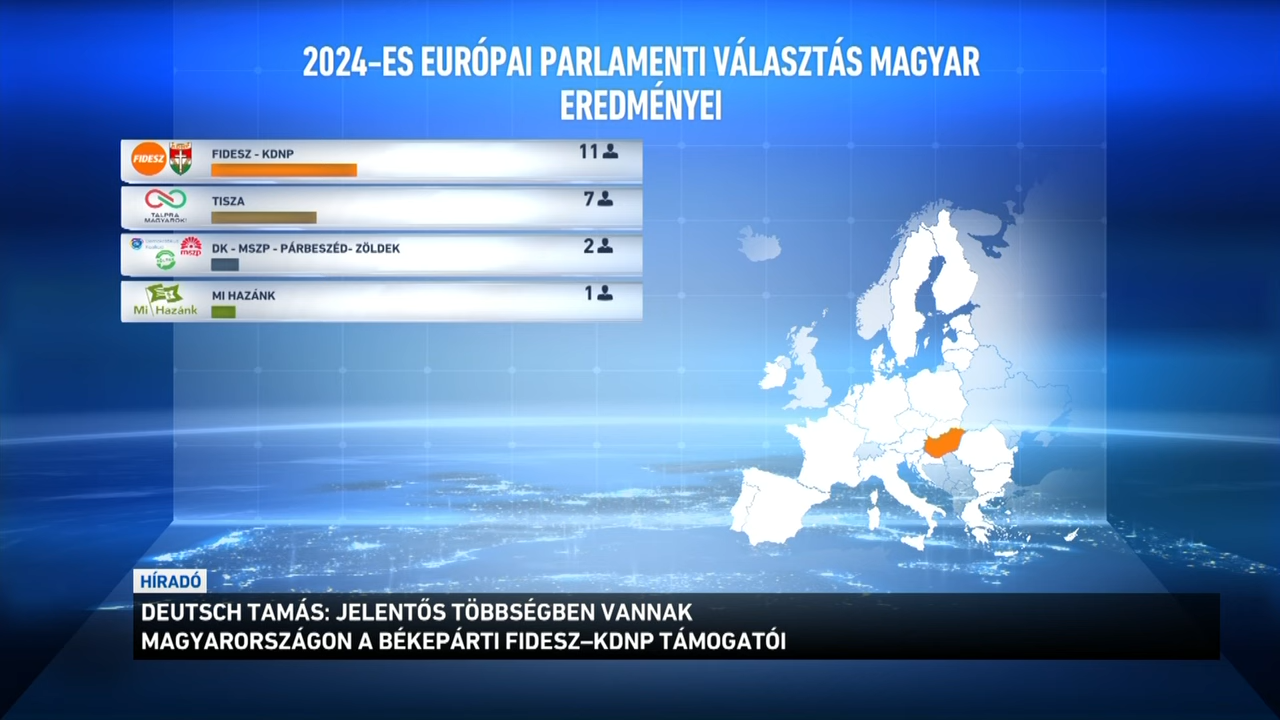 2024-ES EURÓPAI PARLAMENTI VÁLASZTÁS MAGYAR
EREDMÉNYEI
FIDESZ
FIDESZ - KDNP
11
TALPRA
MAGYAROK!
TISZA
7
mszp
DK - MSZP - PÁRBESZÉD- ZÖLDEK
2
Mi Hazánk
MI HAZÁNK
1
HÍRADÓ
DEUTSCH TAMÁS: JELENTŐS TÖBBSÉGBEN VANNAK
MAGYARORSZÁGON A BÉKEPÁRTI FIDESZ–KDNP TÁMOGATÓI